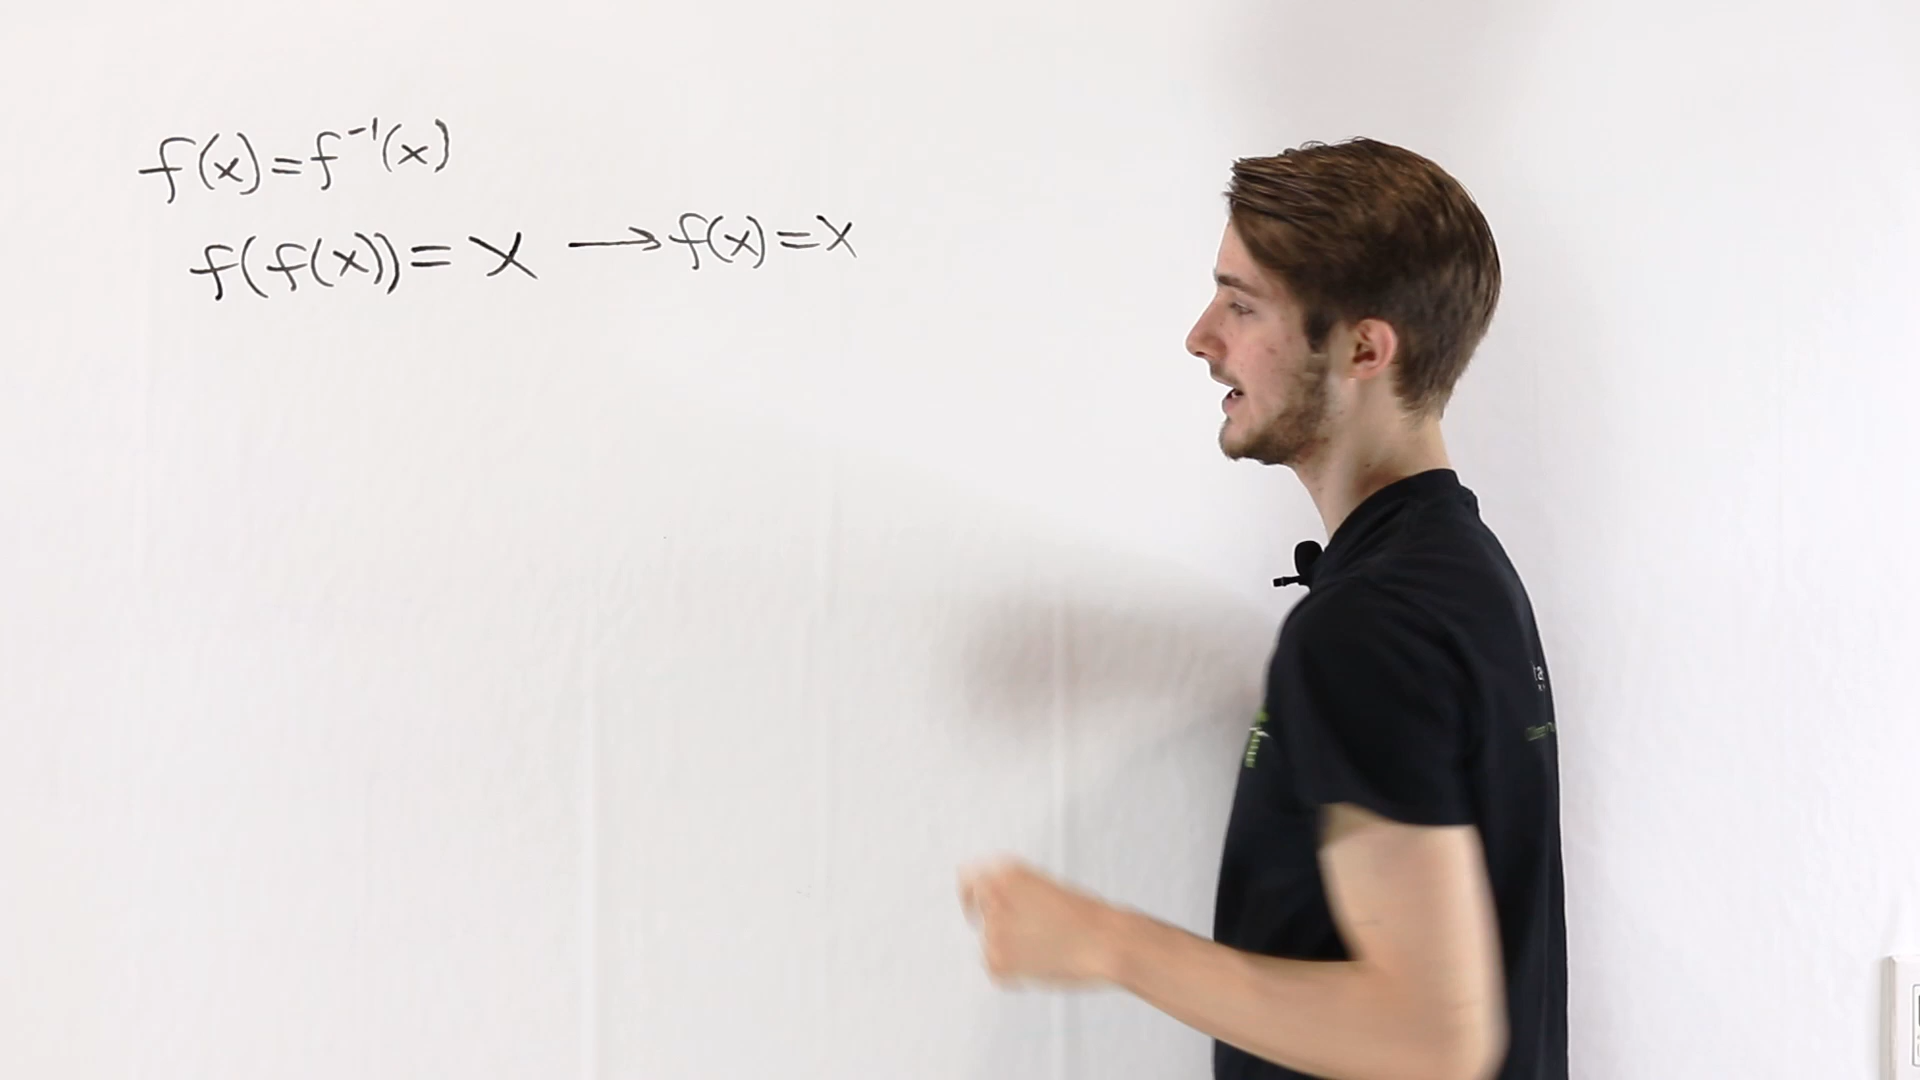 f(x)=f⁻¹(x)
f(f(x))= x → f(x)=x